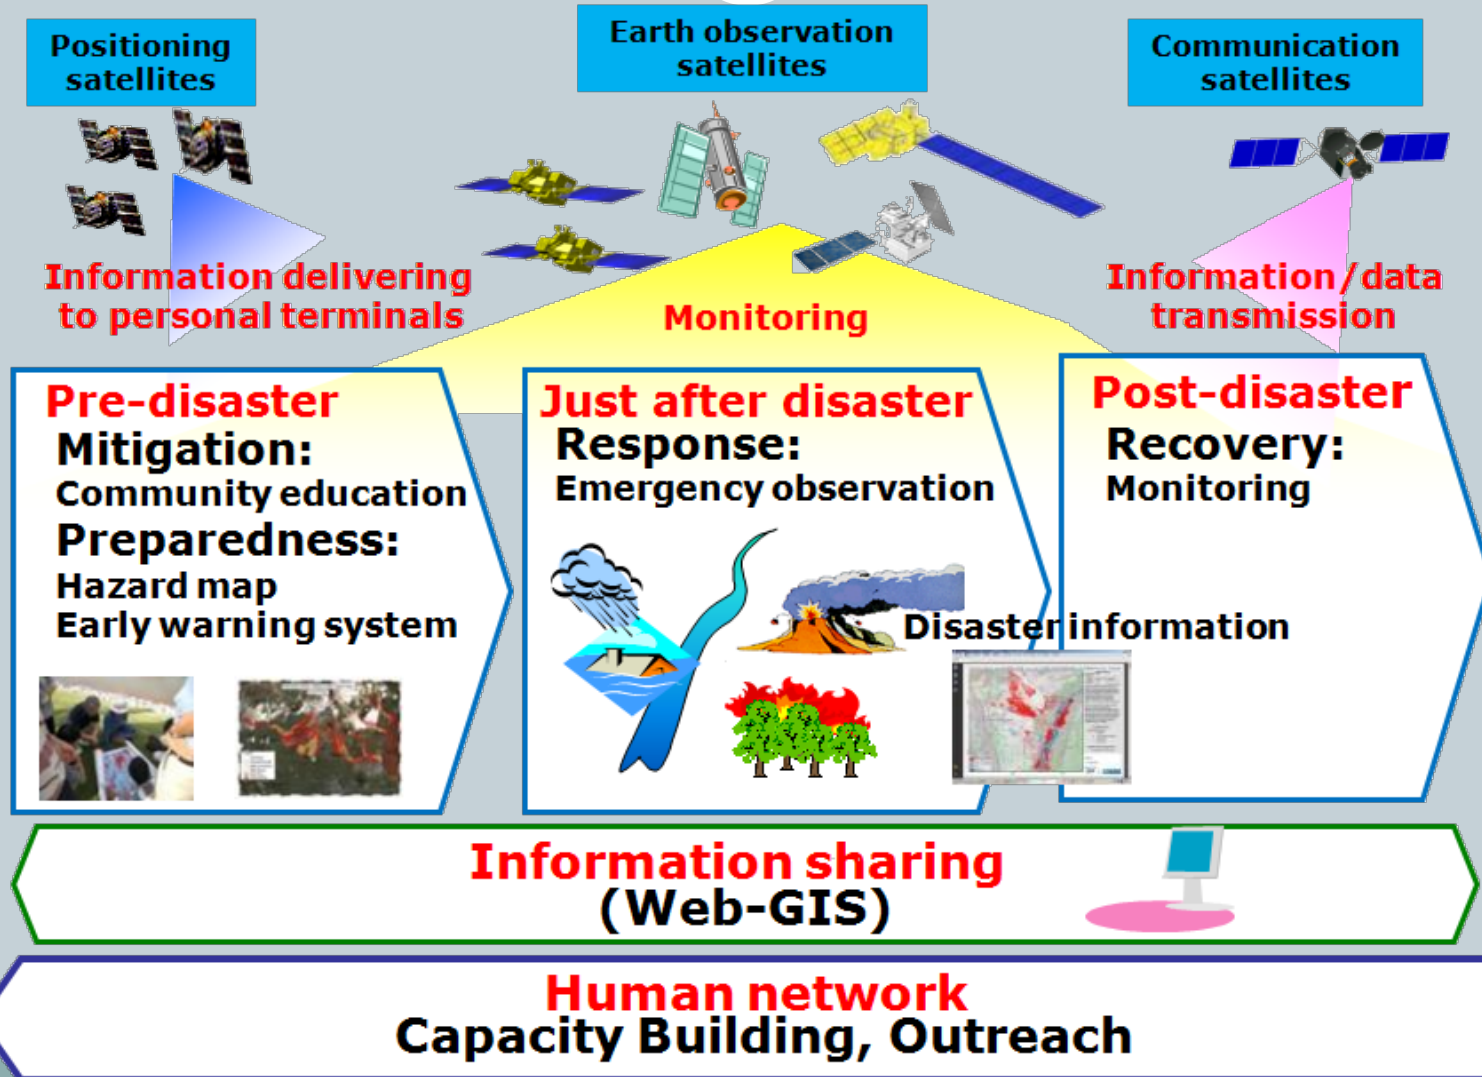 Positioning
satellites
Earth observation
satellites
Communication
satellites
Information delivering
to personal terminals
Monitoring
Information/data
transmission
Pre-disaster
Mitigation:
Community education
Preparedness:
Hazard map
Early warning system
Just after disaster
Response:
Emergency observation
Disaster information
Post-disaster
Recovery:
Monitoring
Information sharing
(Web-GIS)
Human network
Capacity Building, Outreach